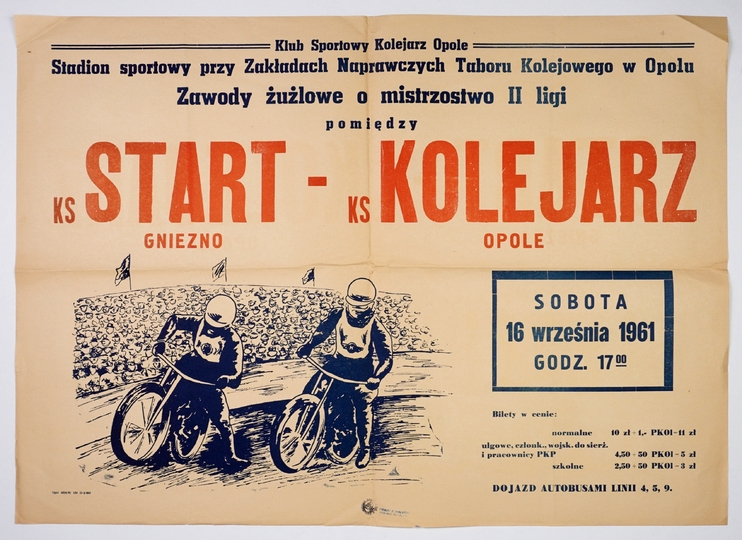 Klub Sportowy Kolejarz Opole
Stadion sportowy przy Zakładach Naprawczych Taboru Kolejowego w Opolu
Zawody żużlowe o mistrzostwo II ligi
pomiędzy
KS START - KS KOLEJARZ
GNIEZNO OPOLE
SOBOTA
16 września 1961
GODZ. 17 00
Bilety w cenie:
normalne 10 zł + 1,- PKOl - 11 zł
ulgowe, członk., wojsk. do sierż.
i pracownicy PKP 4,50 + 50 PKOl - 5 zł
szkolne 2,50 + 50 PKOl - 3 zł
DOJAZD AUTOBUSAMI LINII 4, 5, 9.